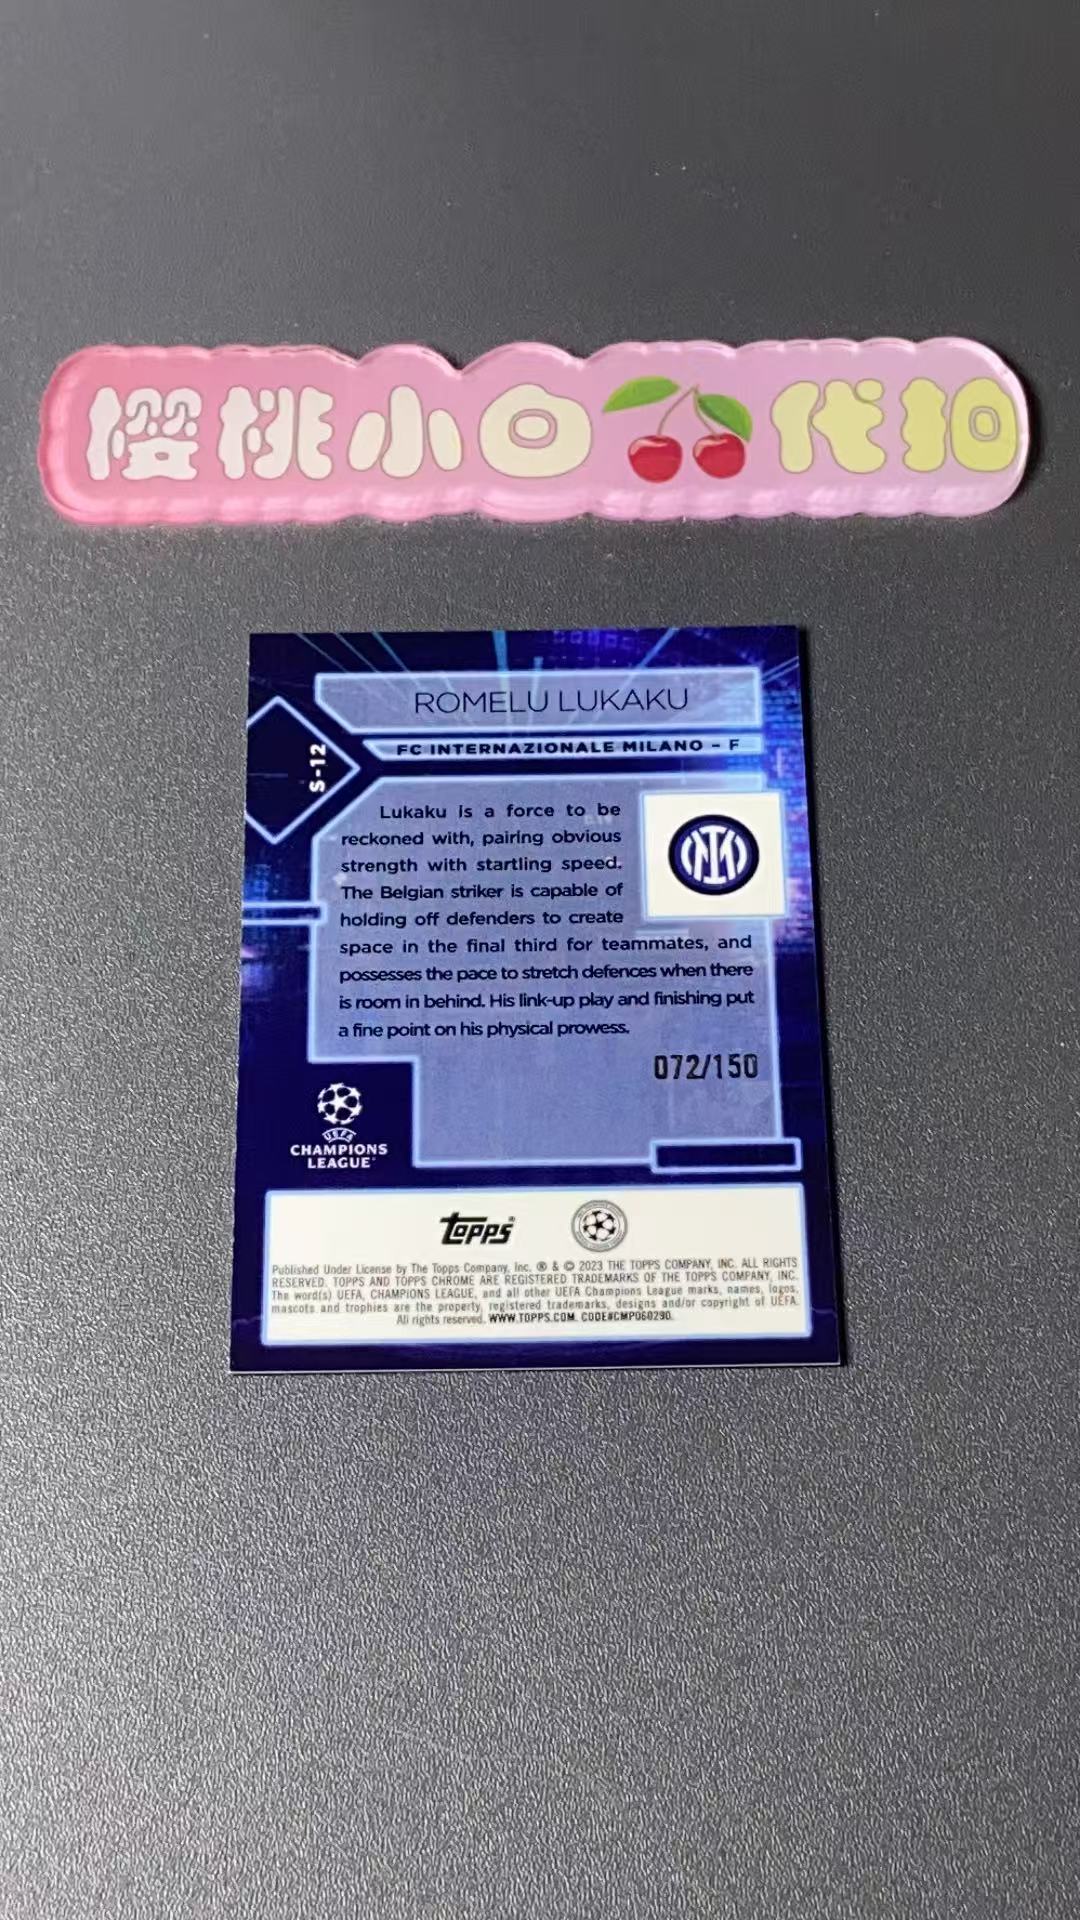 樱桃小白代扣
ROMELU LUKAKU
FC INTERNAZIONALE MILANO - F
S-12
Lukaku is a force to be
reckoned with, pairing obvious
strength with startling speed.
The Belgian striker is capable of
holding off defenders to create
space in the final third for teammates, and
possesses the pace to stretch defences when there
is room in behind. His link-up play and finishing put
a fine point on his physical prowess.
072/150
UEFA
CHAMPIONS
LEAGUE
topps®
Published Under License by The Topps Company, Inc. ® & © 2023 THE TOPPS COMPANY, INC. ALL RIGHTS
RESERVED. TOPPS AND TOPPS CHROME ARE REGISTERED TRADEMARKS OF THE TOPPS COMPANY, INC.
The word(s) UEFA, CHAMPIONS LEAGUE, and all other UEFA Champions League marks, names, logos,
mascots and trophies are the property, registered trademarks, designs and/or copyright of UEFA.
All rights reserved. WWW.TOPPS.COM. CODE#CMP060290.